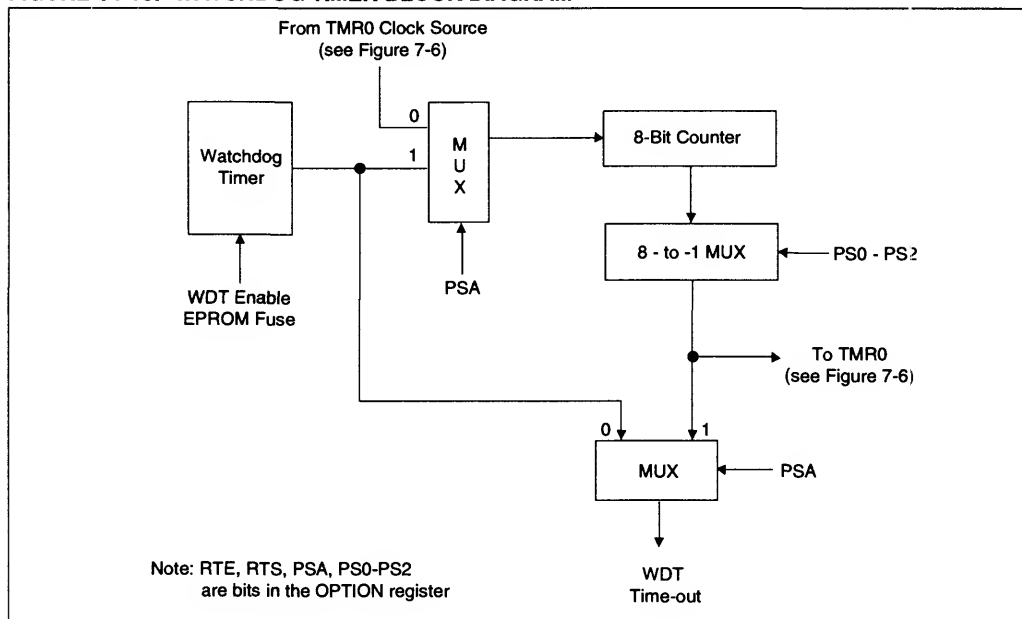 From TMR0 Clock Source
(see Figure 7-6)
0
1
Watchdog
Timer
M
U
X
8-Bit Counter
8 - to -1 MUX
PS0 - PS2
PSA
WDT Enable
EPROM Fuse
To TMR0
(see Figure 7-6)
0
1
MUX
PSA
WDT
Time-out
Note: RTE, RTS, PSA, PS0-PS2
are bits in the OPTION register